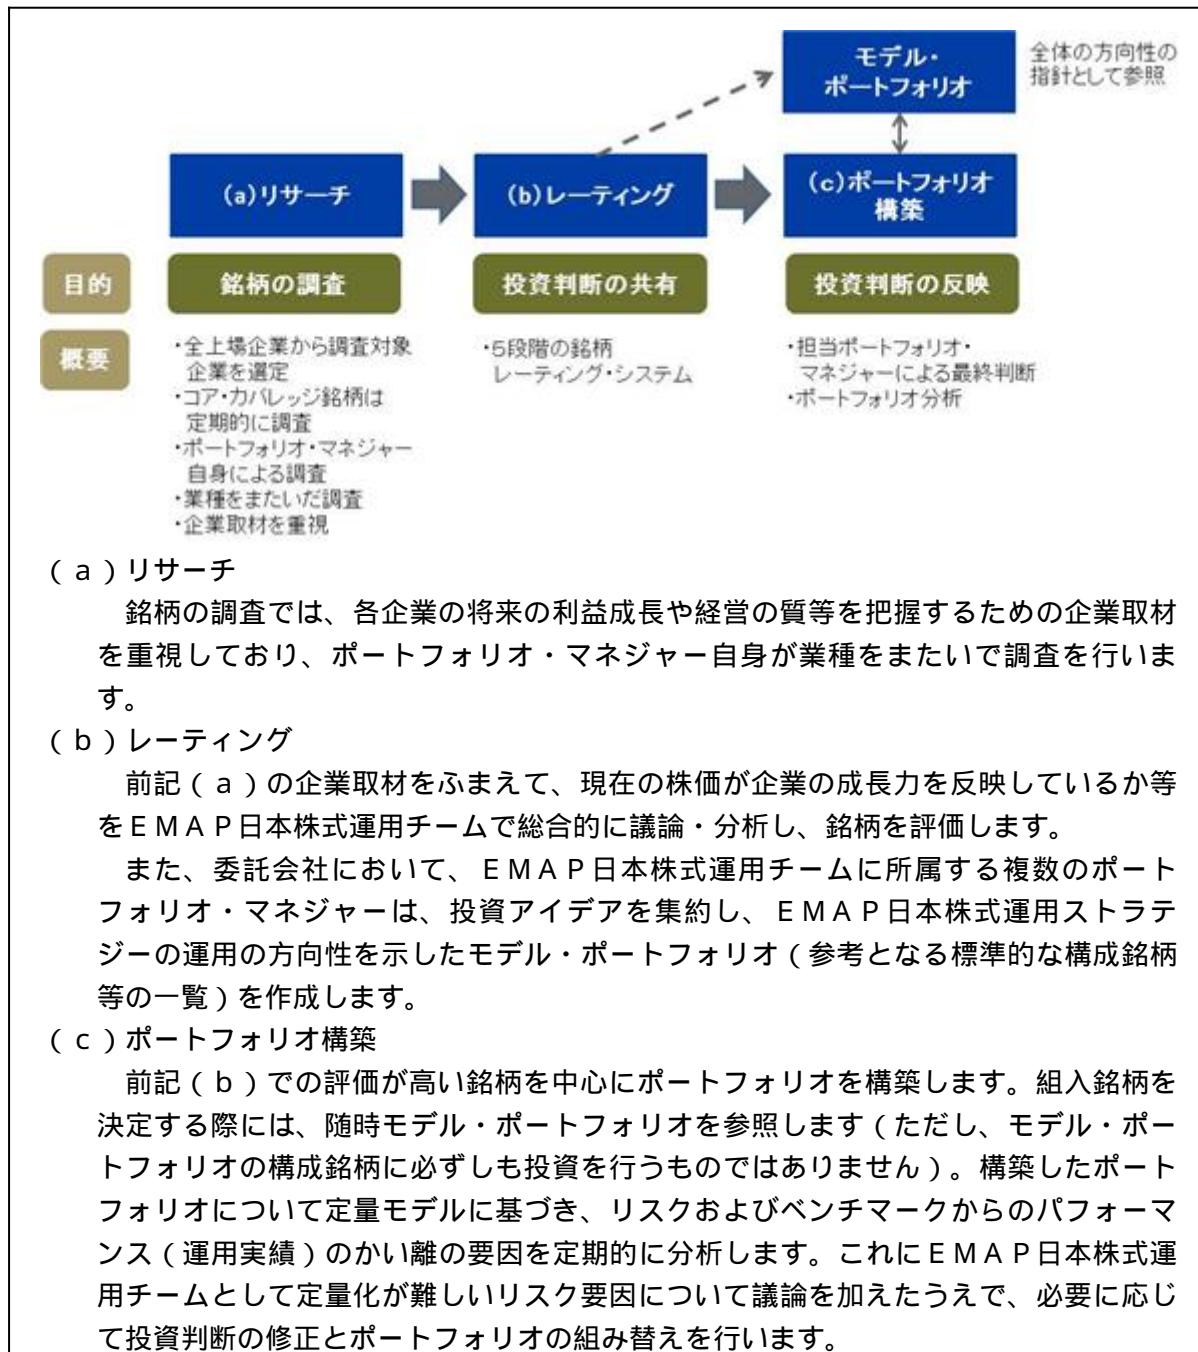 モデル・
ポートフォリオ
全体の方向性の
指針として参照
(a)リサーチ
(b)レーティング
(c)ポートフォリオ
構築
目的
銘柄の調査
投資判断の共有
投資判断の反映
概要
・全上場企業から調査対象
企業を選定
・コア・カバレッジ銘柄は
定期的に調査
・ポートフォリオ・マネジャー
自身による調査
・業種をまたいだ調査
・企業取材を重視
・5段階の銘柄
レーティング・システム
・担当ポートフォリオ・
マネジャーによる最終判断
・ポートフォリオ分析
(a)リサーチ
銘柄の調査では、各企業の将来の利益成長や経営の質等を把握するための企業取材
を重視しており、ポートフォリオ・マネジャー自身が業種をまたいで調査を行いま
す。
(b)レーティング
前記(a)の企業取材をふまえて、現在の株価が企業の成長力を反映しているか等
をEMAP日本株式運用チームで総合的に議論・分析し、銘柄を評価します。
また、委託会社において、EMAP日本株式運用チームに所属する複数のポート
フォリオ・マネジャーは、投資アイデアを集約し、EMAP日本株式運用ストラテ
ジーの運用の方向性を示したモデル・ポートフォリオ(参考となる標準的な構成銘柄
等の一覧)を作成します。
(c)ポートフォリオ構築
前記(b)での評価が高い銘柄を中心にポートフォリオを構築します。組入銘柄を
決定する際には、随時モデル・ポートフォリオを参照します(ただし、モデル・ポー
トフォリオの構成銘柄に必ずしも投資を行うものではありません)。構築したポート
フォリオについて定量モデルに基づき、リスクおよびベンチマークからのパフォーマ
ンス(運用実績)のかい離の要因を定期的に分析します。これにEMAP日本株式運
用チームとして定量化が難しいリスク要因について議論を加えたうえで、必要に応じ
て投資判断の修正とポートフォリオの組み替えを行います。